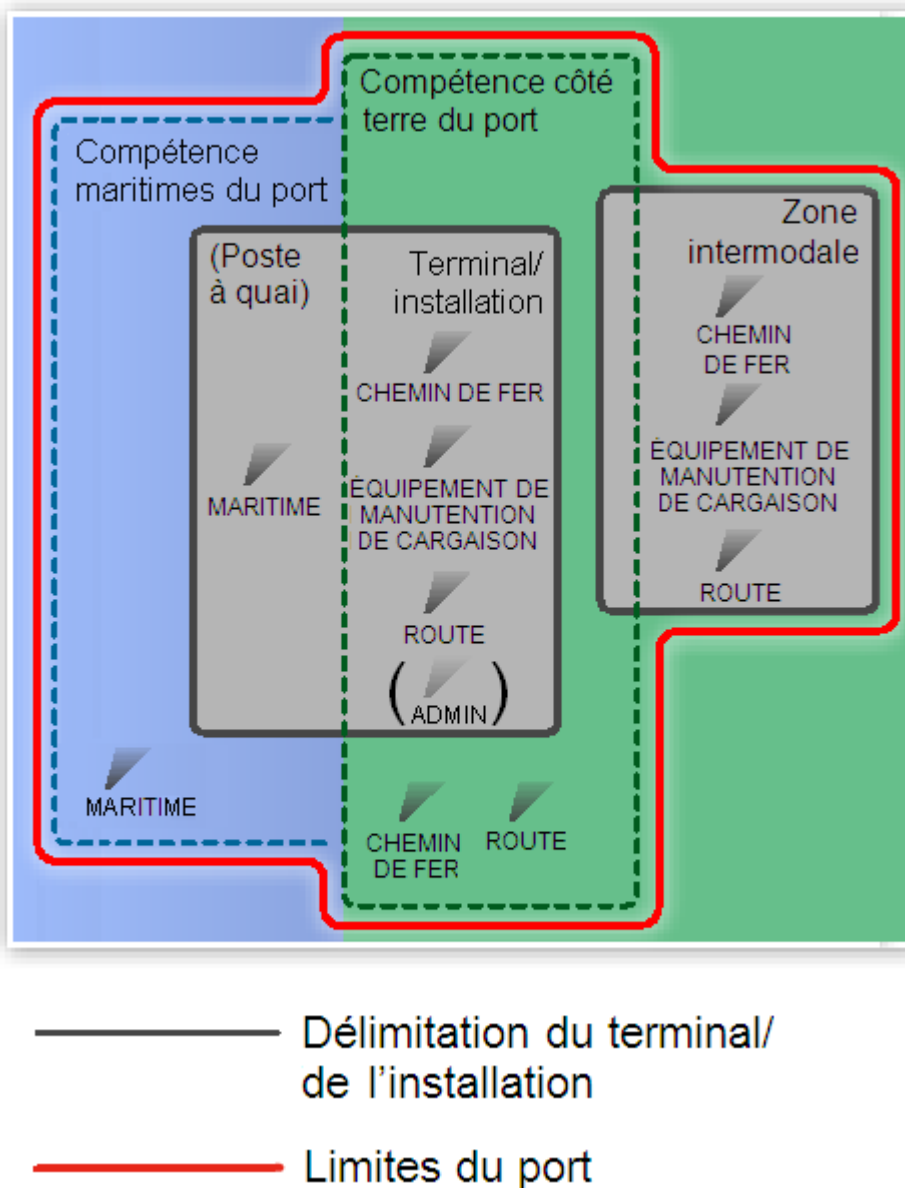 Compétence côté
terre du port
Compétence
maritimes du port
Zone
intermodale
(Poste
à quai)
Terminal/
installation
CHEMIN
DE FER
CHEMIN DE FER
ÉQUIPEMENT DE
MANUTENTION
DE CARGAISON
MARITIME
ÉQUIPEMENT DE
MANUTENTION
DE CARGAISON
ROUTE
ROUTE
(ADMIN)
MARITIME
CHEMIN
DE FER
ROUTE
Délimitation du terminal/
de l'installation
Limites du port